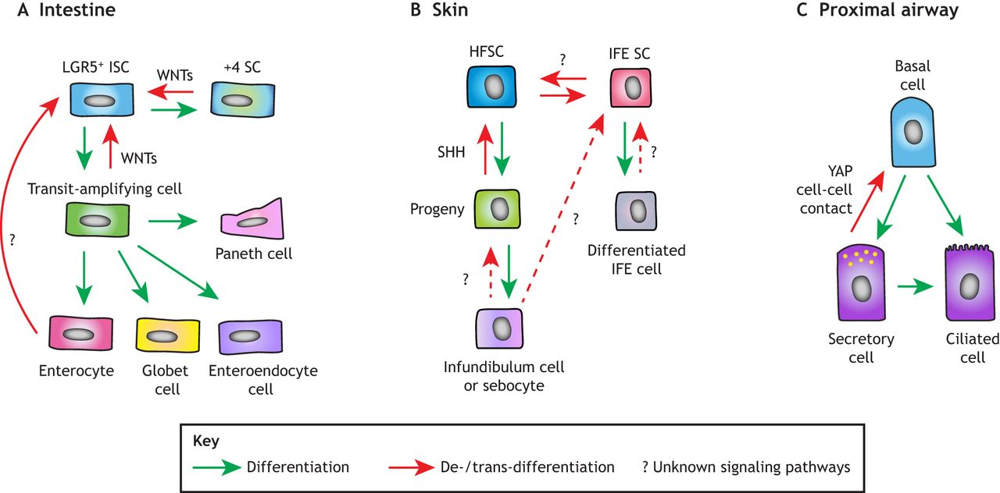 A Intestine
LGR5⁺ ISC
+4 SC
WNTs
WNTs
Transit-amplifying cell
?
Paneth cell
Enterocyte
Globet
cell
Enteroendocyte
cell
B Skin
HFSC
?
IFE SC
SHH
?
Progeny
?
Differentiated
IFE cell
?
Infundibulum cell
or sebocyte
C Proximal airway
Basal
cell
YAP
cell-cell
contact
Secretory
cell
Ciliated
cell
Key
Differentiation
De-/trans-differentiation
? Unknown signaling pathways